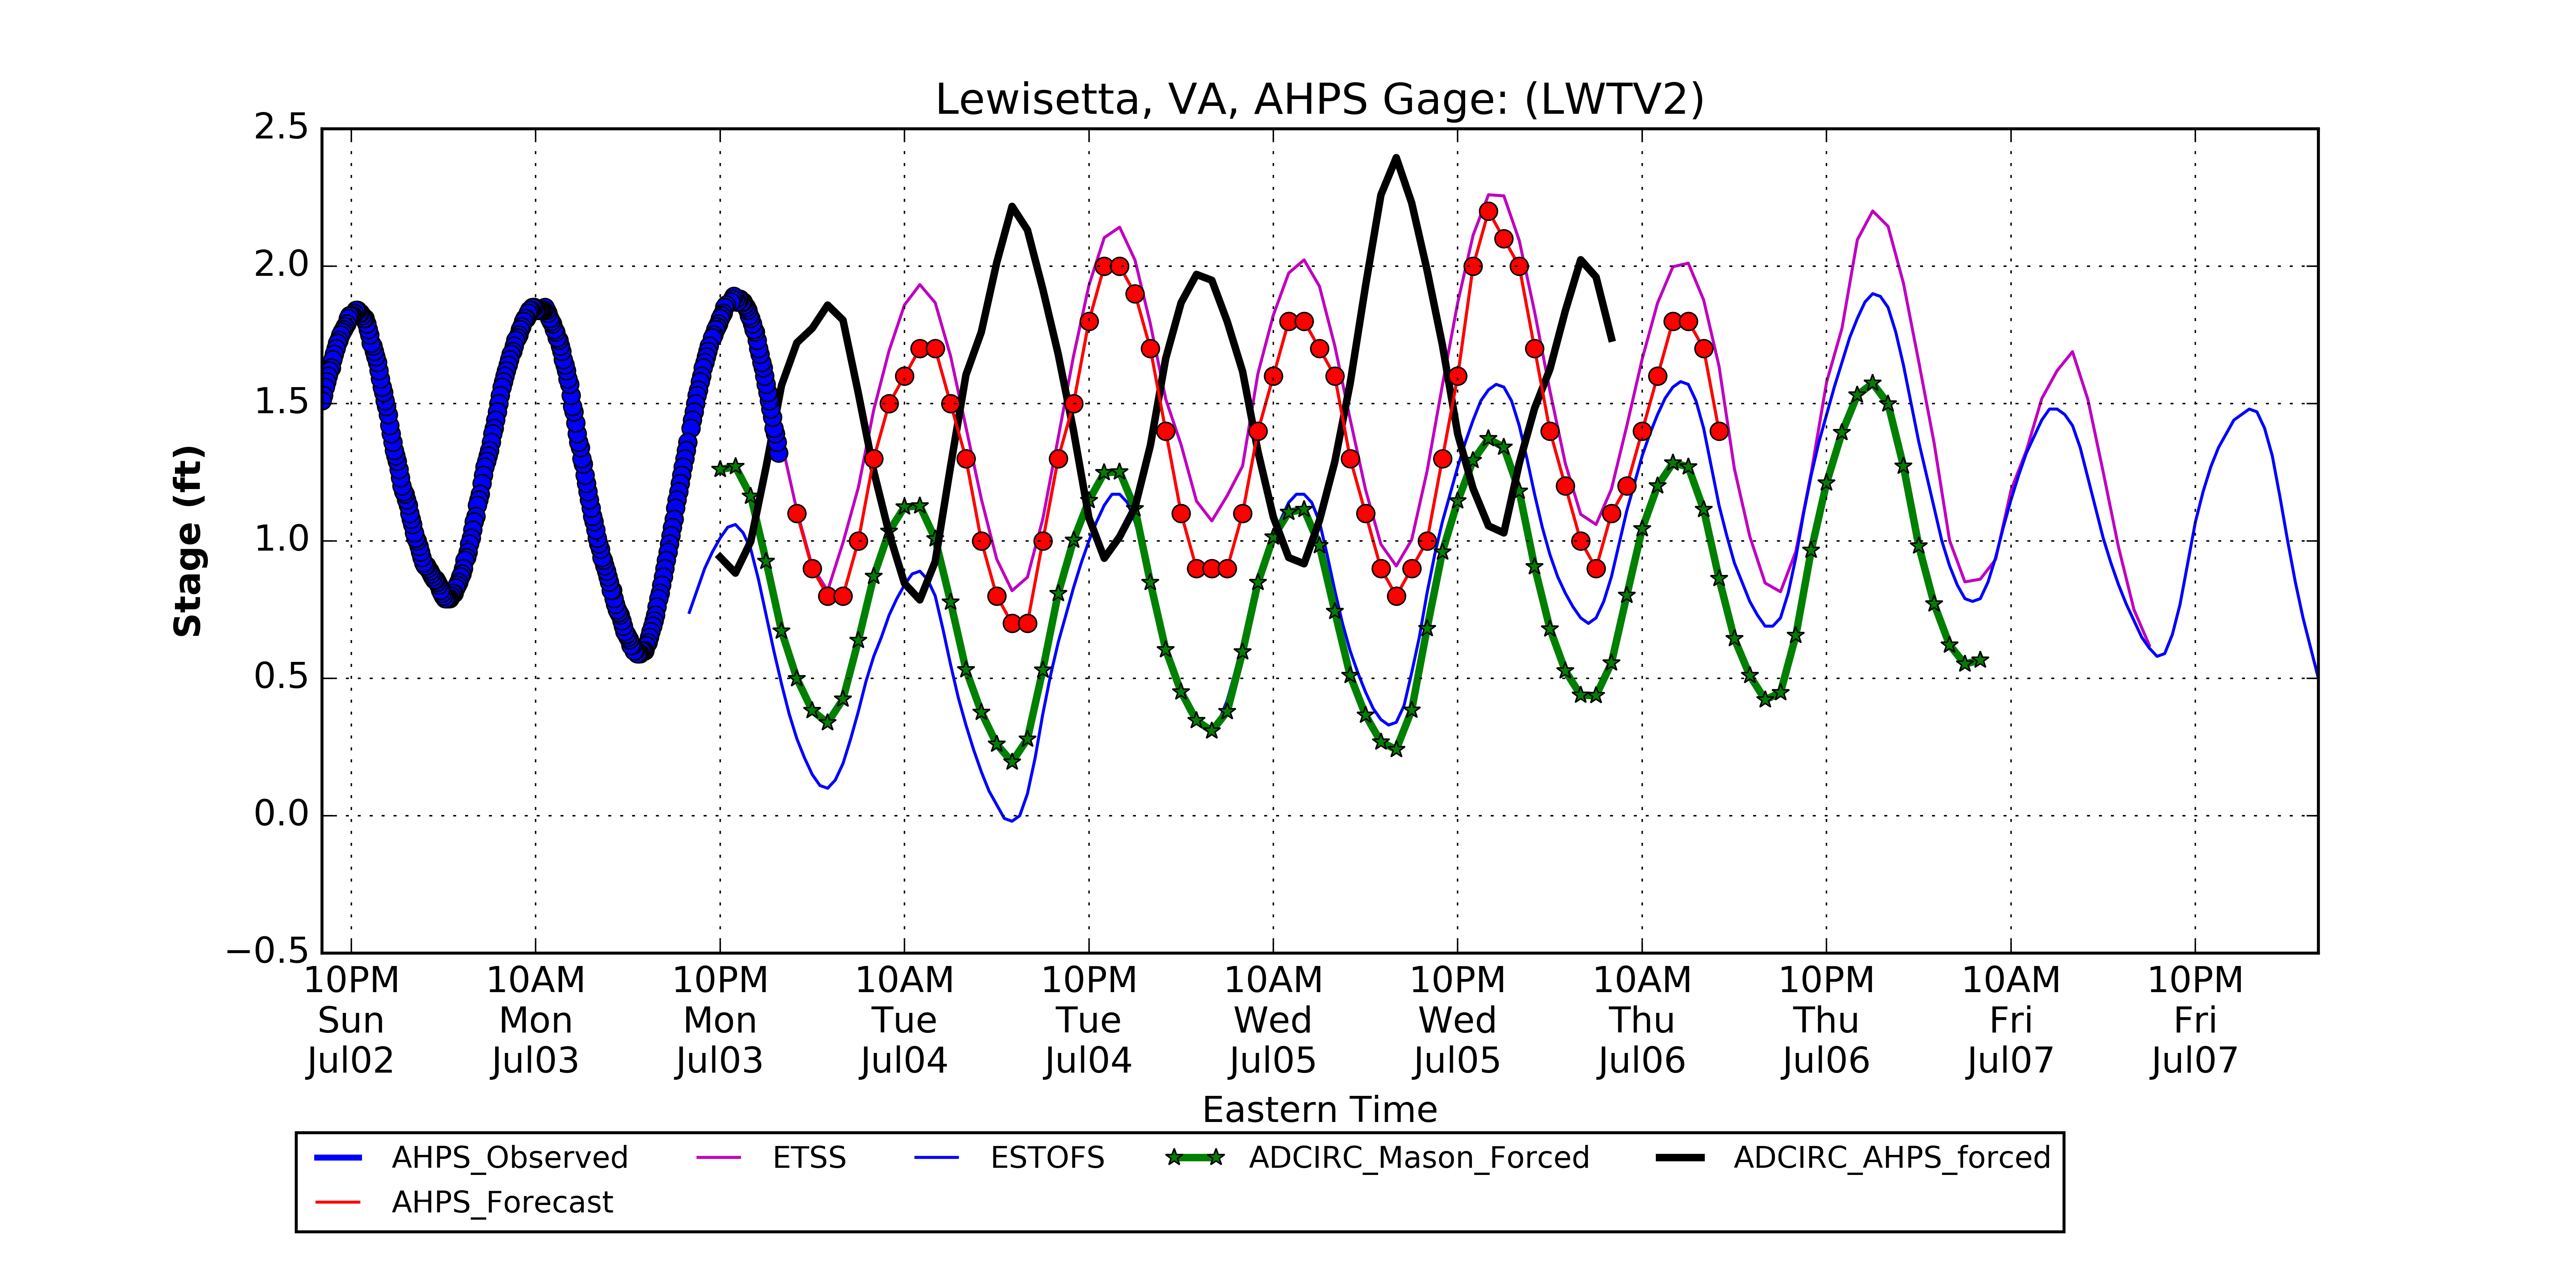 Lewisetta, VA, AHPS Gage: (LWTV2)
2.5
2.0
1.5
1.0
0.5
0.0
−0.5
Stage (ft)
10PM 10AM 10PM 10AM 10PM 10AM 10PM 10AM 10PM 10AM 10PM
Sun Mon Mon Tue Tue Wed Wed Thu Thu Fri Fri
Jul02 Jul03 Jul03 Jul04 Jul04 Jul05 Jul05 Jul06 Jul06 Jul07 Jul07
Eastern Time
AHPS_Observed ETSS ESTOFS ADCIRC_Mason_Forced ADCIRC_AHPS_forced
AHPS_Forecast